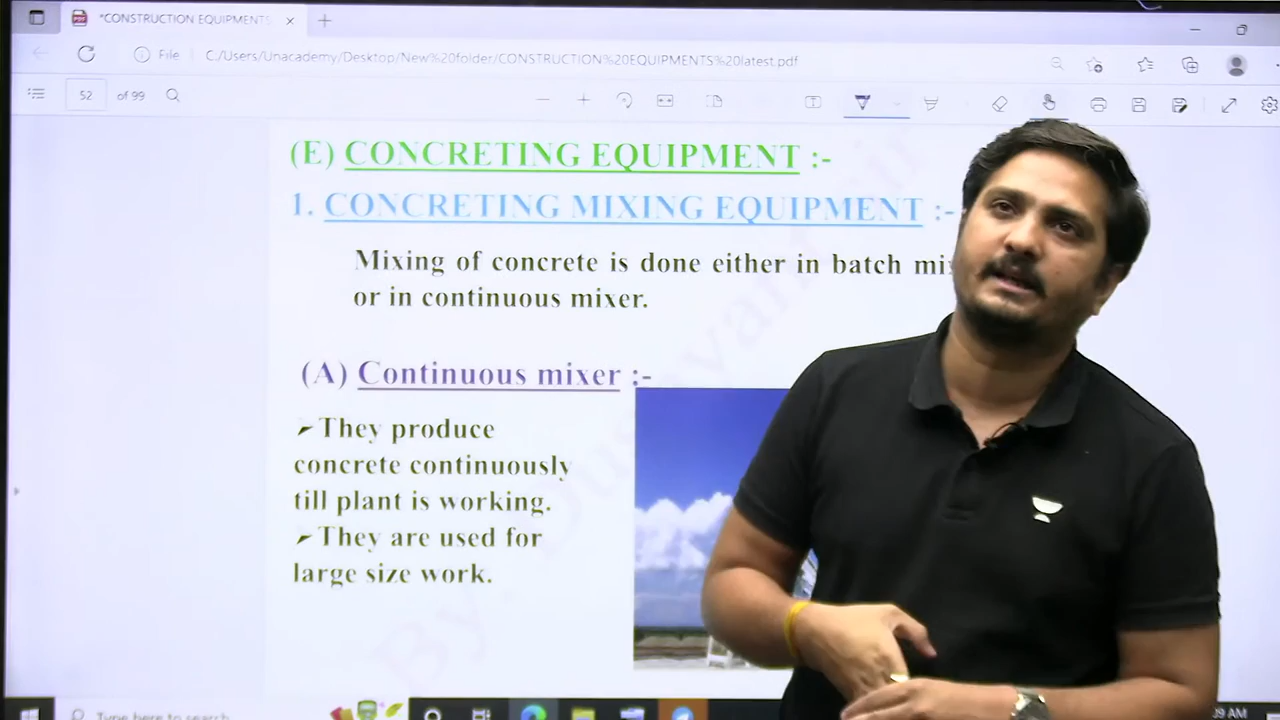 *CONSTRUCTION EQUIPMENTS
File C:/Users/Unacademy/Desktop/New%20folder/CONSTRUCTION%20EQUIPMENTS%20latest.pdf
52 of 99
(E) CONCRETING EQUIPMENT :-
1. CONCRETING MIXING EQUIPMENT :-
Mixing of concrete is done either in batch
or in continuous mixer.
(A) Continuous mixer :-
➢They produce
concrete continuously
till plant is working.
➢They are used for
large size work.
Type here to search